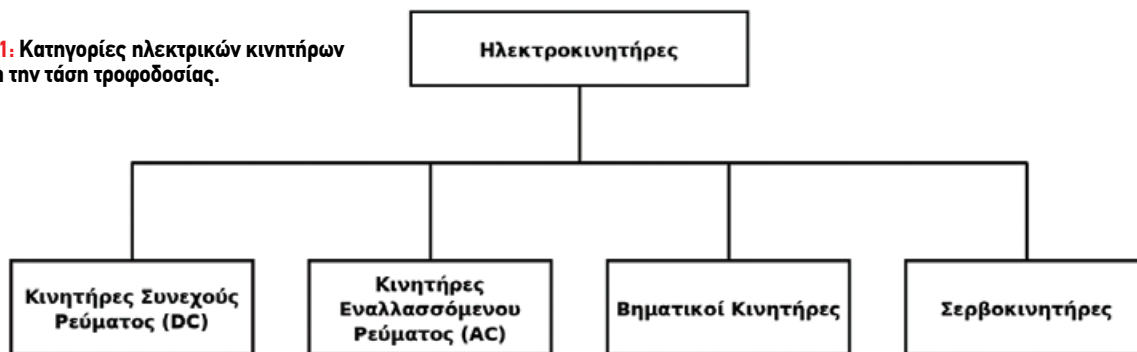 1: Κατηγορίες ηλεκτρικών κινητήρων
την τάση τροφοδοσίας.
Ηλεκτροκινητήρες
Κινητήρες Συνεχούς
Ρεύματος (DC)
Κινητήρες
Εναλλασσόμενου
Ρεύματος (AC)
Βηματικοί Κινητήρες
Σερβοκινητήρες